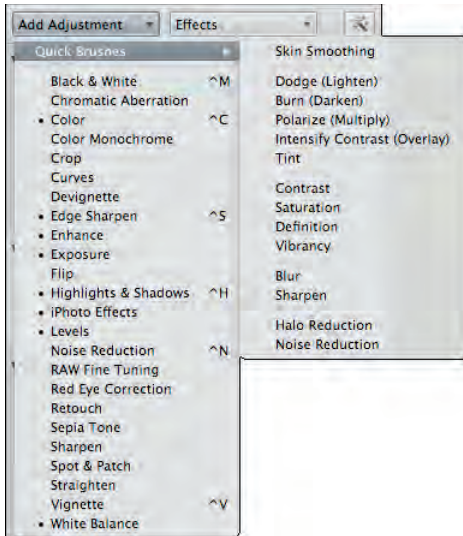 Add Adjustment
Effects
Quick Brushes
Black & White ^M
Chromatic Aberration
• Color ^C
Color Monochrome
Crop
Curves
Devignette
• Edge Sharpen ^S
• Enhance
• Exposure
Flip
• Highlights & Shadows ^H
• iPhoto Effects
• Levels
Noise Reduction ^N
RAW Fine Tuning
Red Eye Correction
Retouch
Sepia Tone
Sharpen
Spot & Patch
Straighten
Vignette ^V
• White Balance
Skin Smoothing
Dodge (Lighten)
Burn (Darken)
Polarize (Multiply)
Intensify Contrast (Overlay)
Tint
Contrast
Saturation
Definition
Vibrancy
Blur
Sharpen
Halo Reduction
Noise Reduction